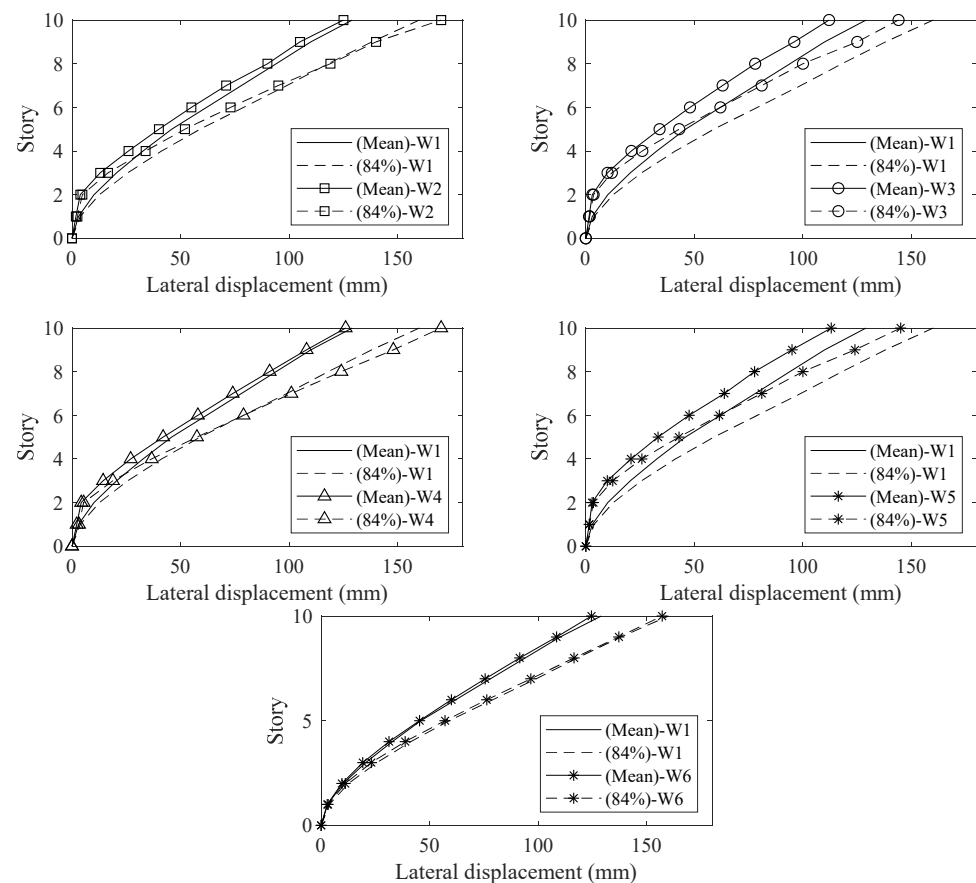 10
8
6
4
2
0
Story
(Mean)-W1
(84%)-W1
(Mean)-W2
(84%)-W2
0 50 100 150
Lateral displacement (mm)
10
8
6
4
2
0
Story
(Mean)-W1
(84%)-W1
(Mean)-W3
(84%)-W3
0 50 100 150
Lateral displacement (mm)
10
8
6
4
2
0
Story
(Mean)-W1
(84%)-W1
(Mean)-W4
(84%)-W4
0 50 100 150
Lateral displacement (mm)
10
8
6
4
2
0
Story
(Mean)-W1
(84%)-W1
(Mean)-W5
(84%)-W5
0 50 100 150
Lateral displacement (mm)
10
5
0
Story
(Mean)-W1
(84%)-W1
(Mean)-W6
(84%)-W6
0 50 100 150
Lateral displacement (mm)